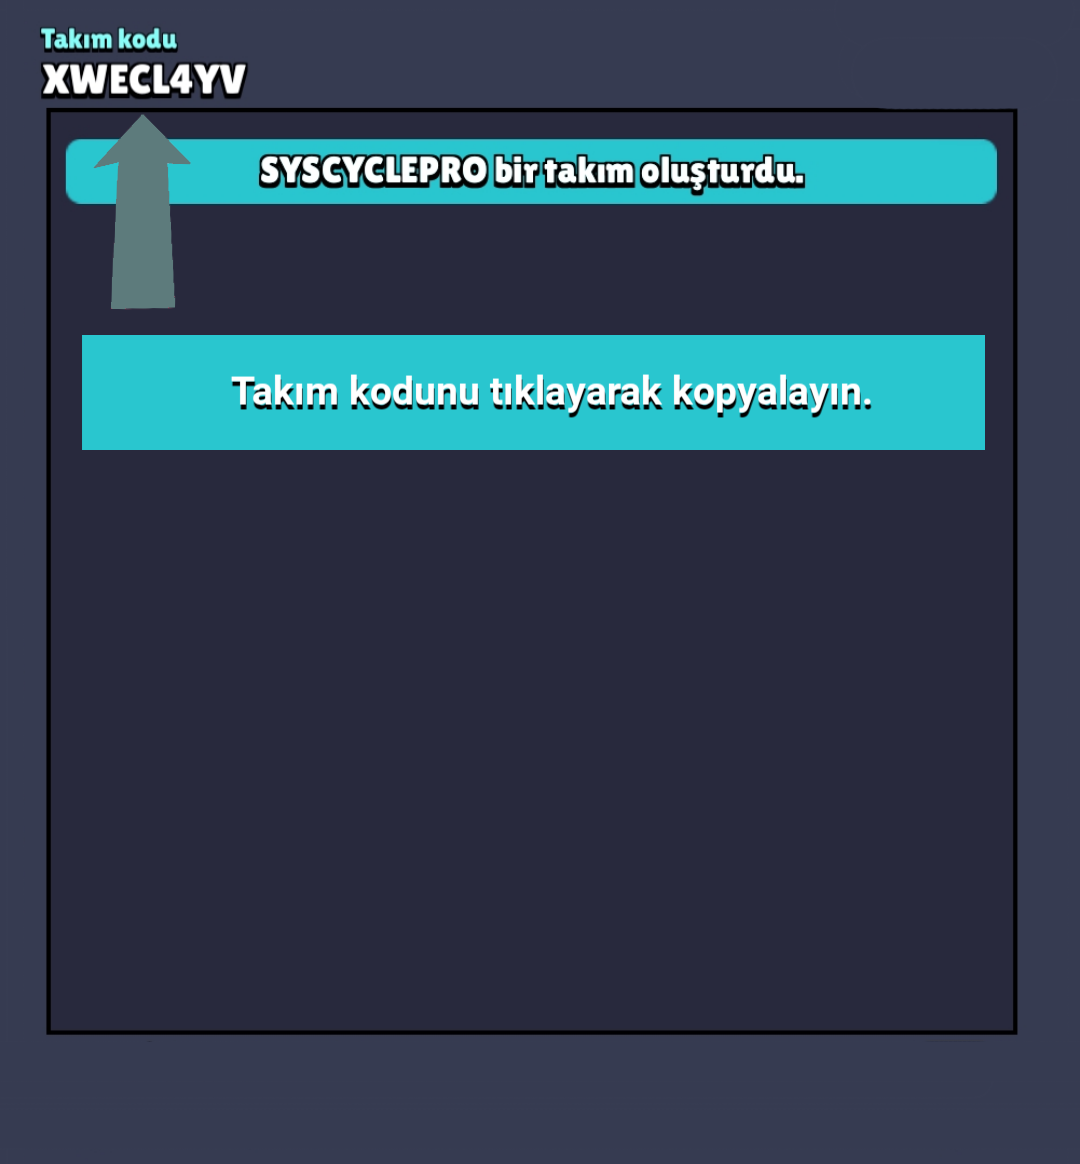 Takım kodu
XWECL4YV
SYSCYCLEPRO bir takım oluşturdu.
Takım kodunu tıklayarak kopyalayın.